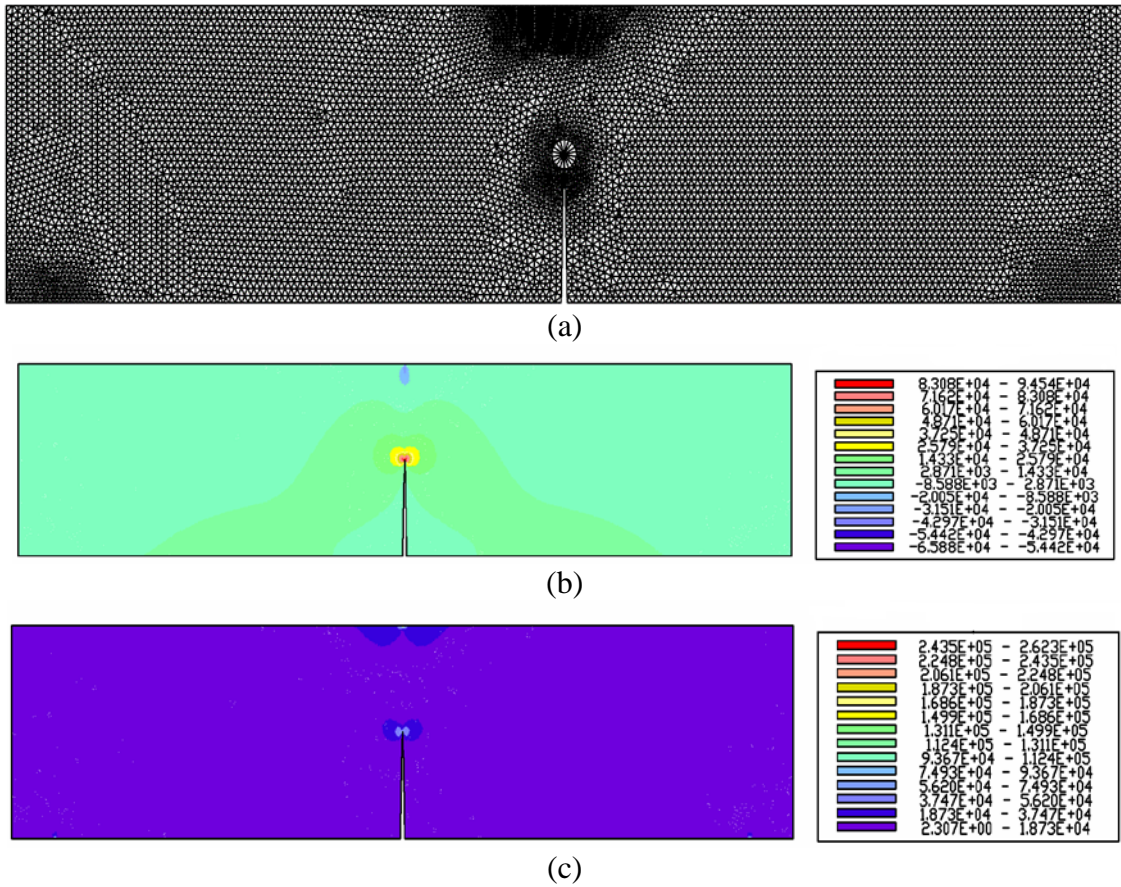 (a)
8.308E+04 - 9.454E+04
7.162E+04 - 8.308E+04
6.017E+04 - 7.162E+04
4.871E+04 - 6.017E+04
3.725E+04 - 4.871E+04
2.579E+04 - 3.725E+04
1.433E+04 - 2.579E+04
2.871E+03 - 1.433E+04
-8.588E+03 - 2.871E+03
-2.005E+04 - -8.588E+03
-3.151E+04 - -2.005E+04
-4.297E+04 - -3.151E+04
-5.442E+04 - -4.297E+04
-6.588E+04 - -5.442E+04
(b)
2.435E+05 - 2.623E+05
2.248E+05 - 2.435E+05
2.061E+05 - 2.248E+05
1.873E+05 - 2.061E+05
1.686E+05 - 1.873E+05
1.499E+05 - 1.686E+05
1.311E+05 - 1.499E+05
1.124E+05 - 1.311E+05
9.367E+04 - 1.124E+05
7.493E+04 - 9.367E+04
5.620E+04 - 7.493E+04
3.747E+04 - 5.620E+04
1.873E+04 - 3.747E+04
2.307E+00 - 1.873E+04
(c)